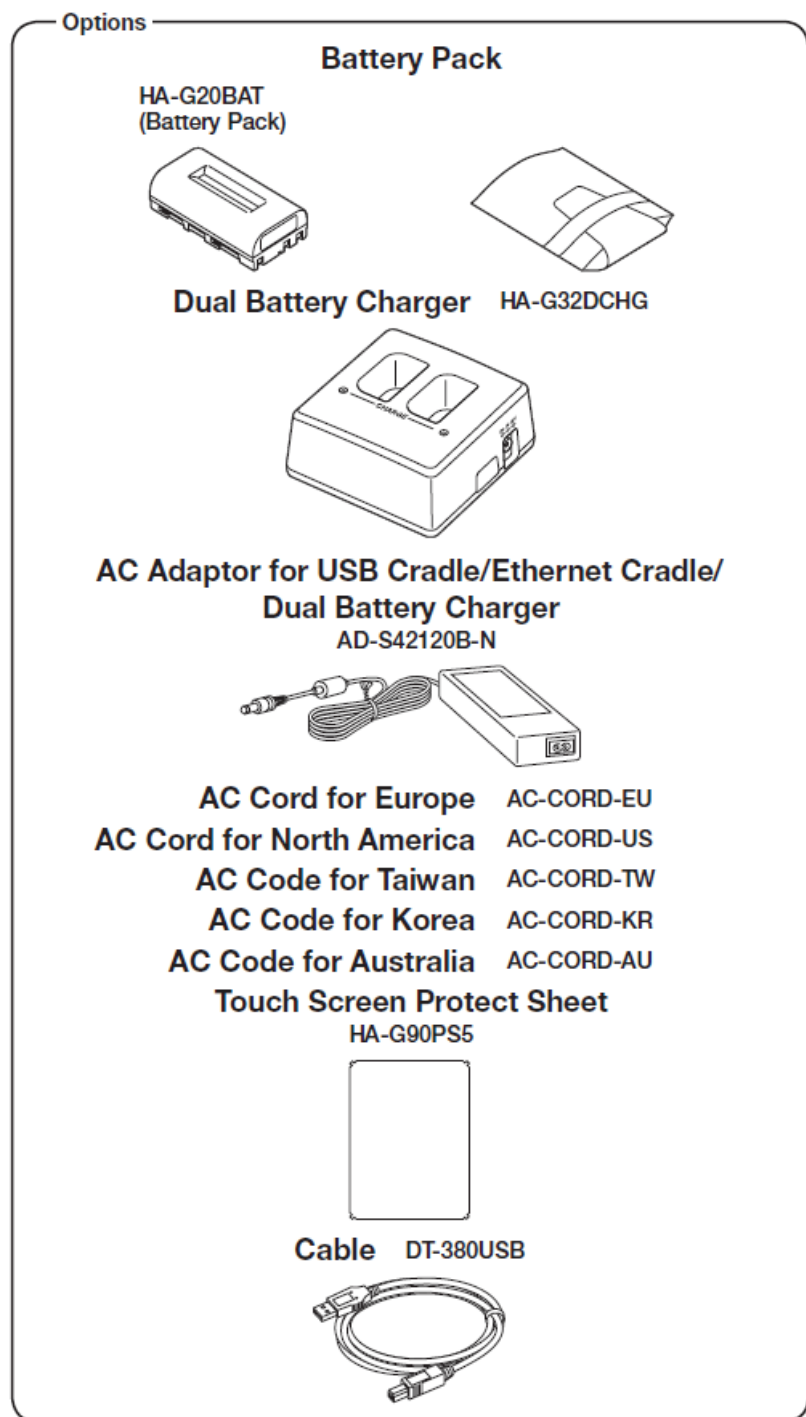 Options
Battery Pack
HA-G20BAT
(Battery Pack)
Dual Battery Charger HA-G32DCHG
CHARGE
AC Adaptor for USB Cradle/Ethernet Cradle/
Dual Battery Charger
AD-S42120B-N
AC Cord for Europe AC-CORD-EU
AC Cord for North America AC-CORD-US
AC Code for Taiwan AC-CORD-TW
AC Code for Korea AC-CORD-KR
AC Code for Australia AC-CORD-AU
Touch Screen Protect Sheet
HA-G90PS5
Cable DT-380USB